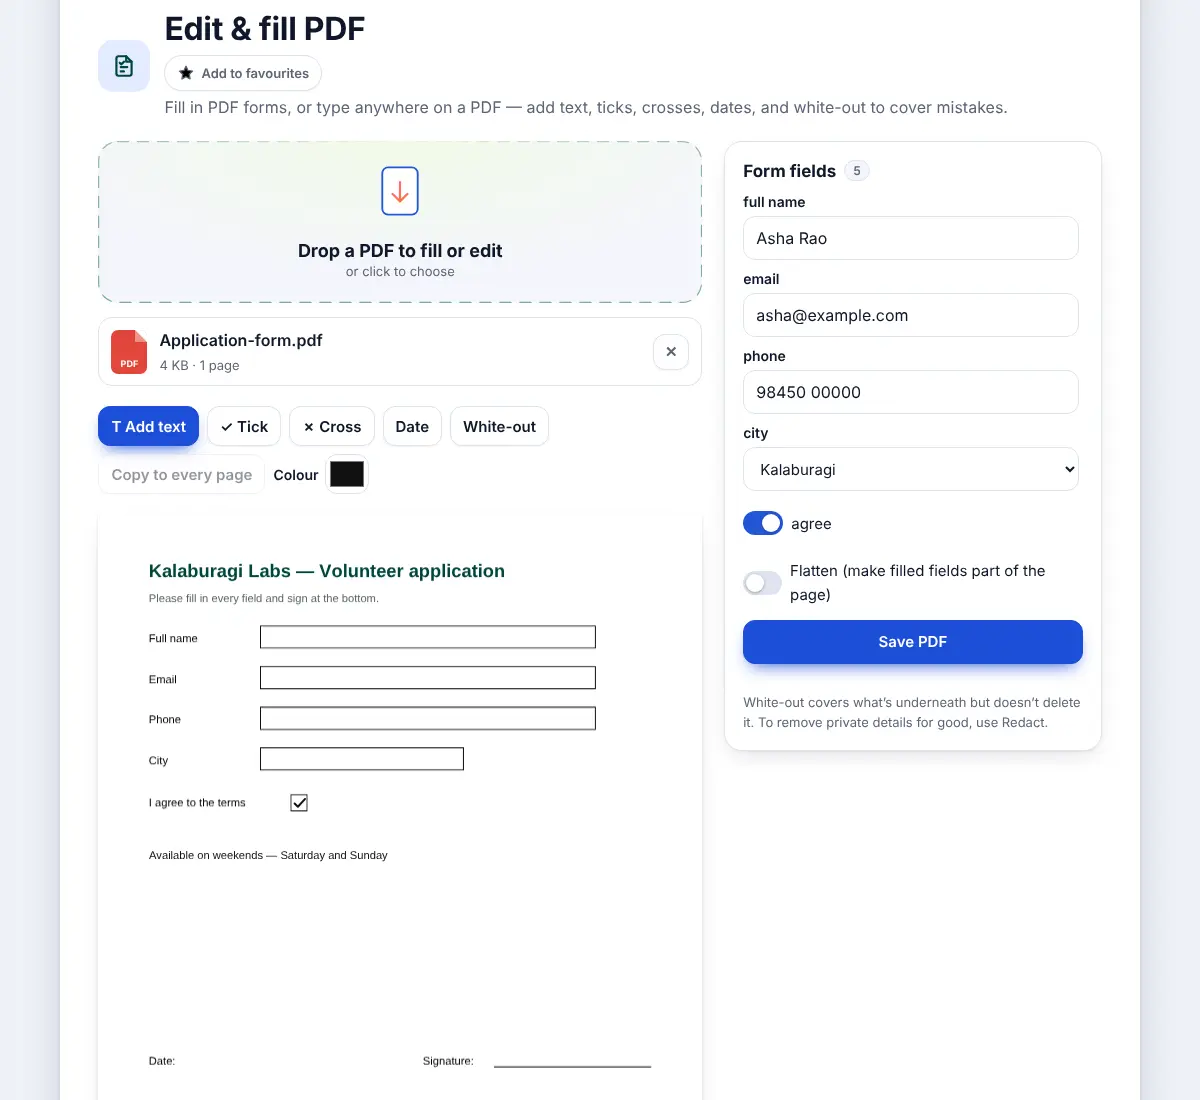 Edit & fill PDF
★ Add to favourites
Fill in PDF forms, or type anywhere on a PDF — add text, ticks, crosses, dates, and white-out to cover mistakes.
Drop a PDF to fill or edit
or click to choose
PDF
Application-form.pdf
4 KB · 1 page
✕
T Add text
✓ Tick
× Cross
Date
White-out
Copy to every page
Colour
Kalaburagi Labs — Volunteer application
Please fill in every field and sign at the bottom.
Full name
Email
Phone
City
I agree to the terms
Available on weekends — Saturday and Sunday
Date:
Signature:
Form fields 5
full name
Asha Rao
email
asha@example.com
phone
98450 00000
city
Kalaburagi
agree
Flatten (make filled fields part of the
page)
Save PDF
White-out covers what’s underneath but doesn’t delete
it. To remove private details for good, use Redact.